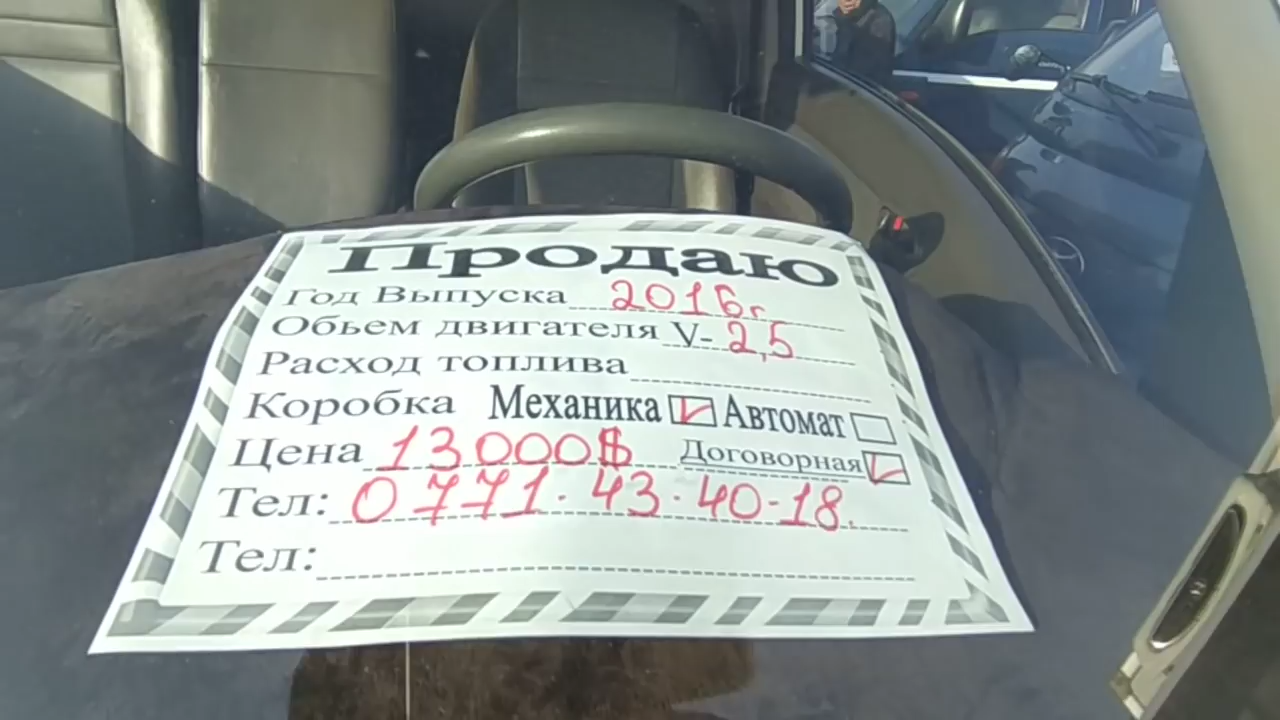 Продаю
Год Выпуска 2016г
Обьем двигателя V- 2,5
Расход топлива
Коробка Механика Автомат
Цена 13000$ Договорная
Тел: 0771·43·40-18.
Тел: